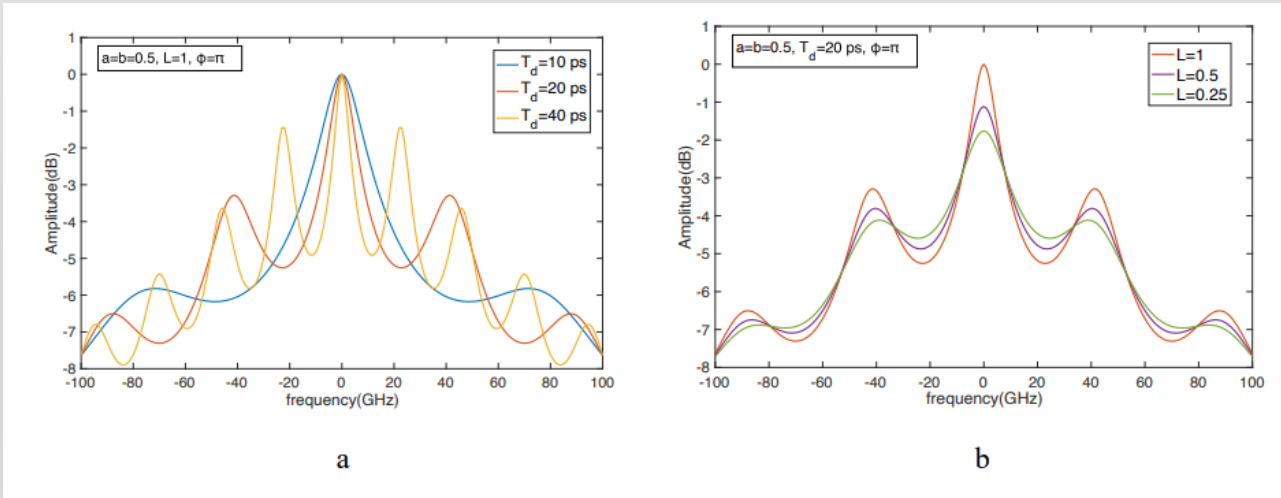 a=b=0.5, L=1, ϕ=π
T_d=10 ps
T_d=20 ps
T_d=40 ps
1
0
-1
-2
-3
-4
-5
-6
-7
-8
Amplitude(dB)
-100 -80 -60 -40 -20 0 20 40 60 80 100
frequency(GHz)
a
a=b=0.5, T_d=20 ps, ϕ=π
L=1
L=0.5
L=0.25
1
0
-1
-2
-3
-4
-5
-6
-7
-8
Amplitude(dB)
-100 -80 -60 -40 -20 0 20 40 60 80 100
frequency(GHz)
b